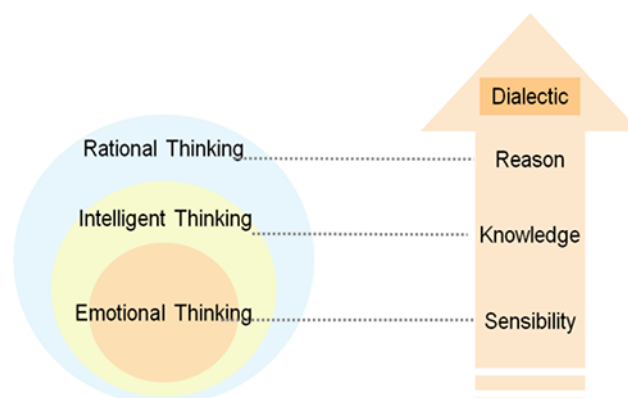 Dialectic
Rational Thinking
Reason
Intelligent Thinking
Knowledge
Emotional Thinking
Sensibility